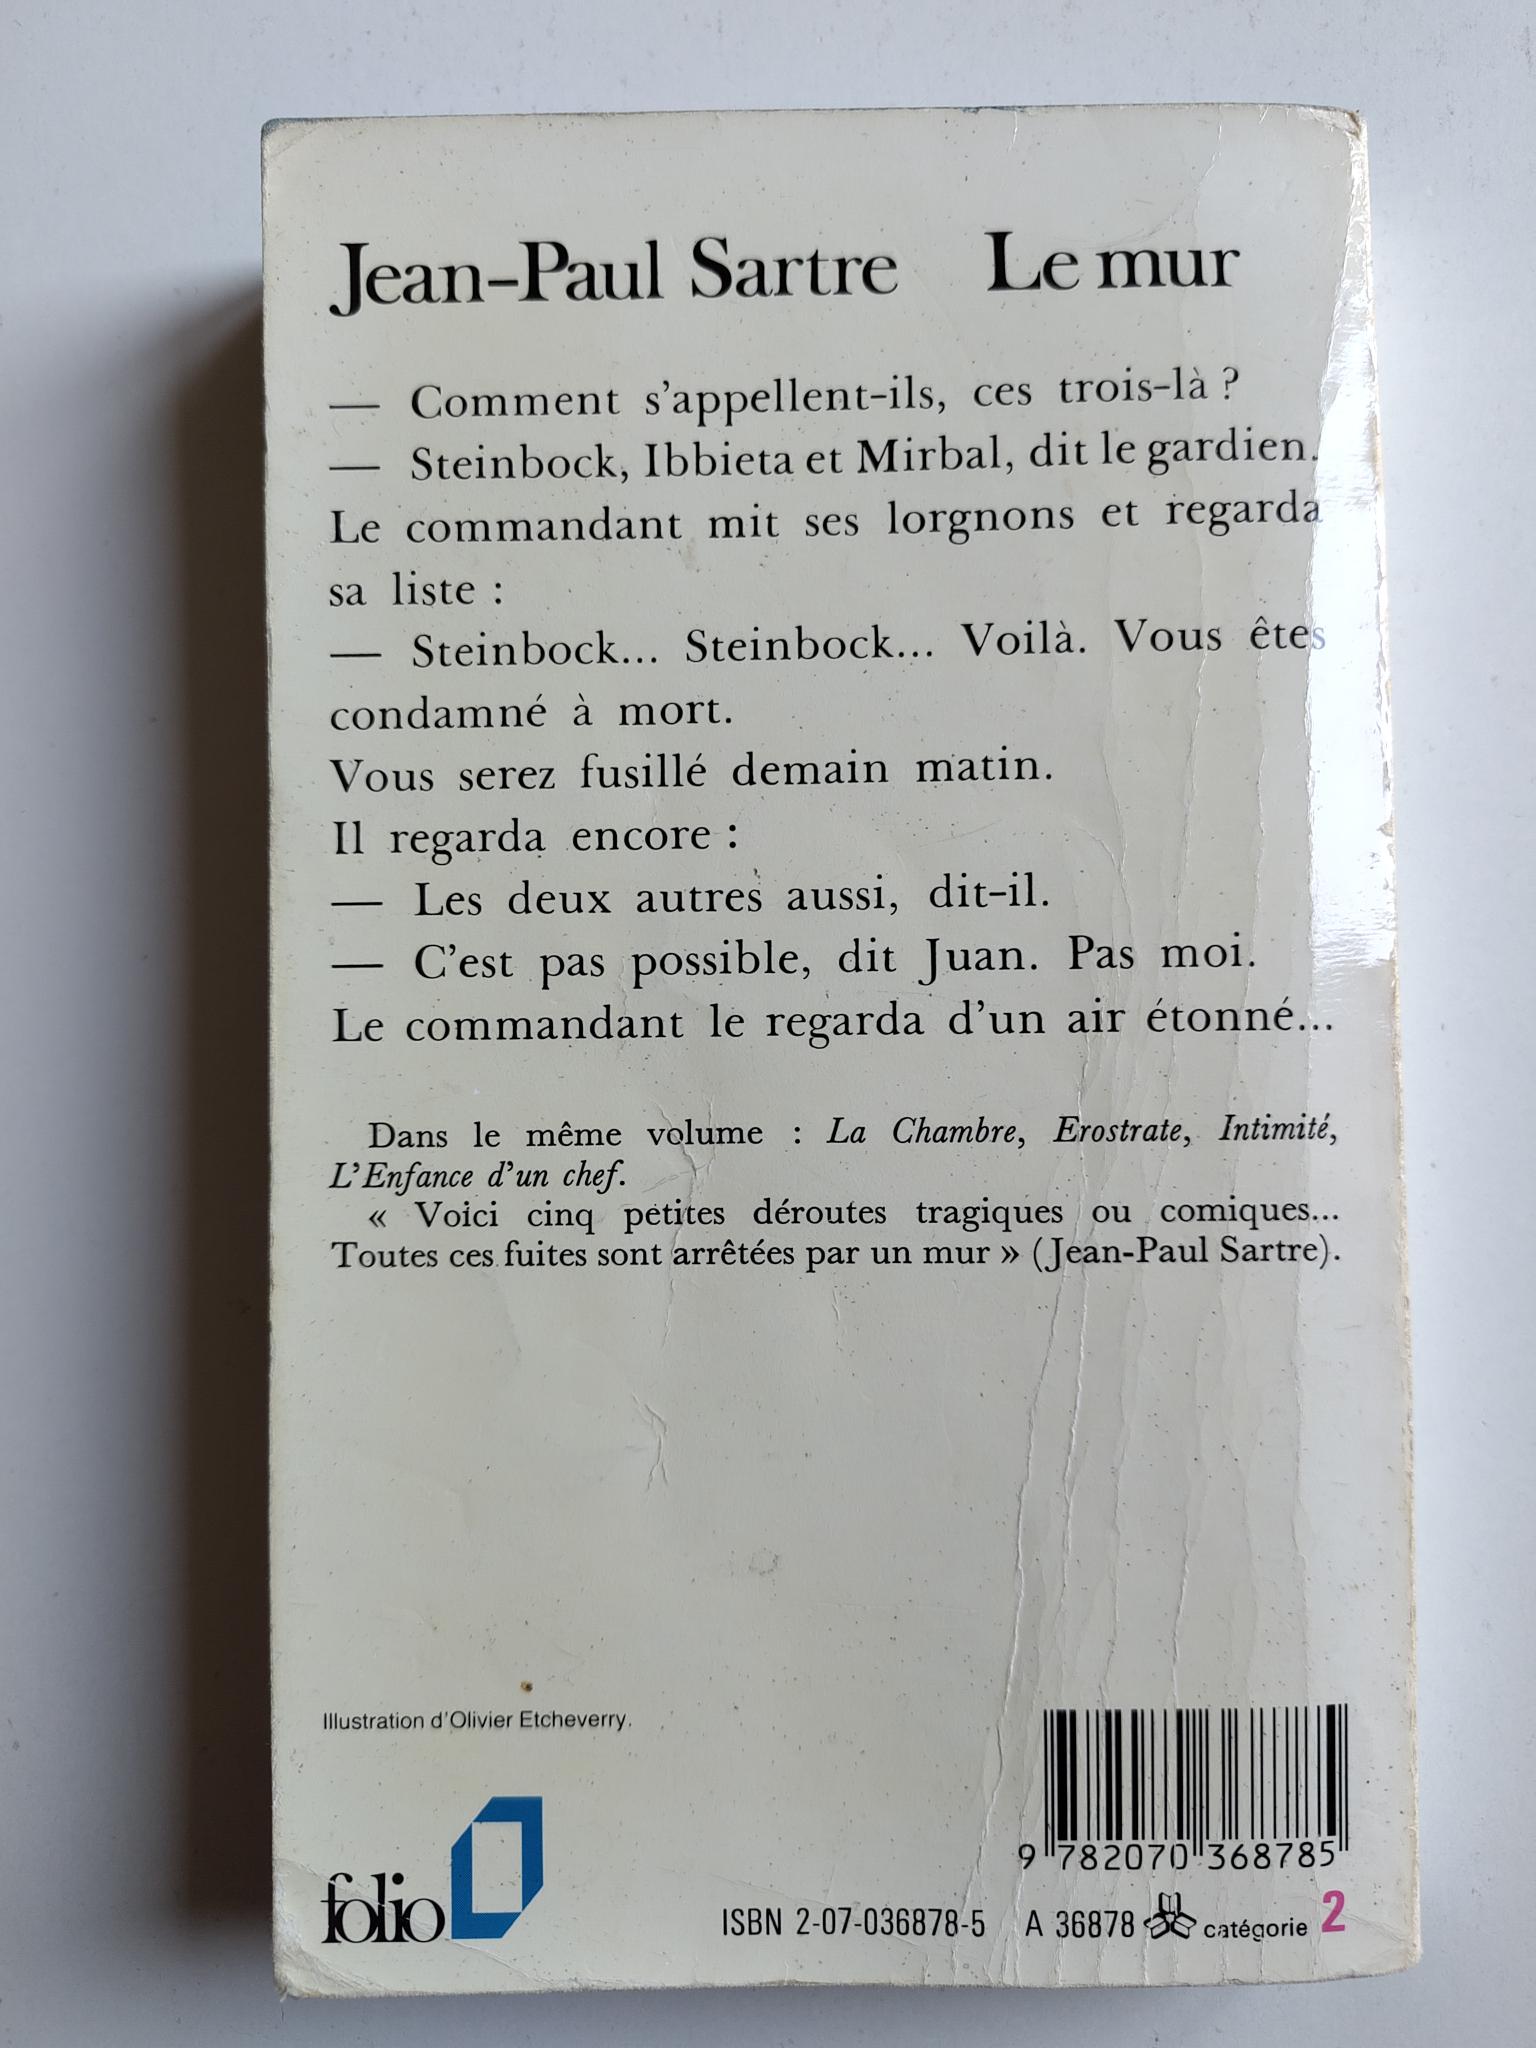 Jean-Paul Sartre Le mur
— Comment s'appellent-ils, ces trois-là ?
— Steinbock, Ibbieta et Mirbal, dit le gardien.
Le commandant mit ses lorgnons et regarda
sa liste :
— Steinbock... Steinbock... Voilà. Vous êtes
condamné à mort.
Vous serez fusillé demain matin.
Il regarda encore :
— Les deux autres aussi, dit-il.
— C'est pas possible, dit Juan. Pas moi.
Le commandant le regarda d'un air étonné...
Dans le même volume : La Chambre, Erostrate, Intimité,
L'Enfance d'un chef.
« Voici cinq petites déroutes tragiques ou comiques...
Toutes ces fuites sont arrêtées par un mur » (Jean-Paul Sartre).
Illustration d'Olivier Etcheverry.
9 782070 368785
folio
ISBN 2-07-036878-5 A 36878 catégorie 2